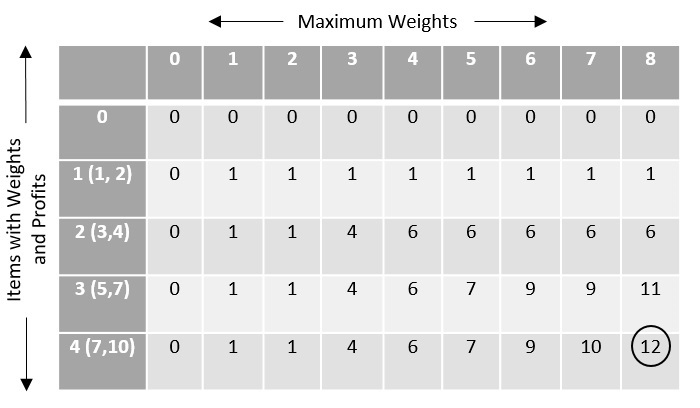 Maximum Weights
Items with Weights
and Profits
0 1 2 3 4 5 6 7 8
0 0 0 0 0 0 0 0 0 0
1 (1, 2) 0 1 1 1 1 1 1 1 1
2 (3,4) 0 1 1 4 6 6 6 6 6
3 (5,7) 0 1 1 4 6 7 9 9 11
4 (7,10) 0 1 1 4 6 7 9 10 12